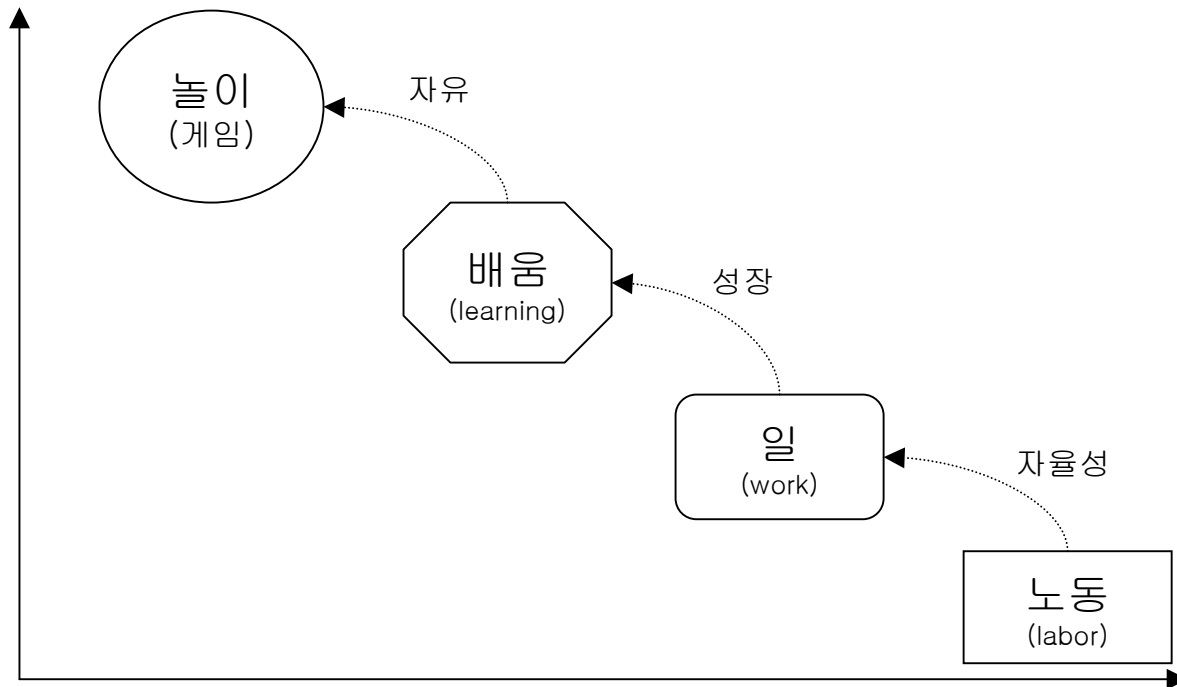 놀이
(게임)
자유
배움
(learning)
성장
일
(work)
자율성
노동
(labor)